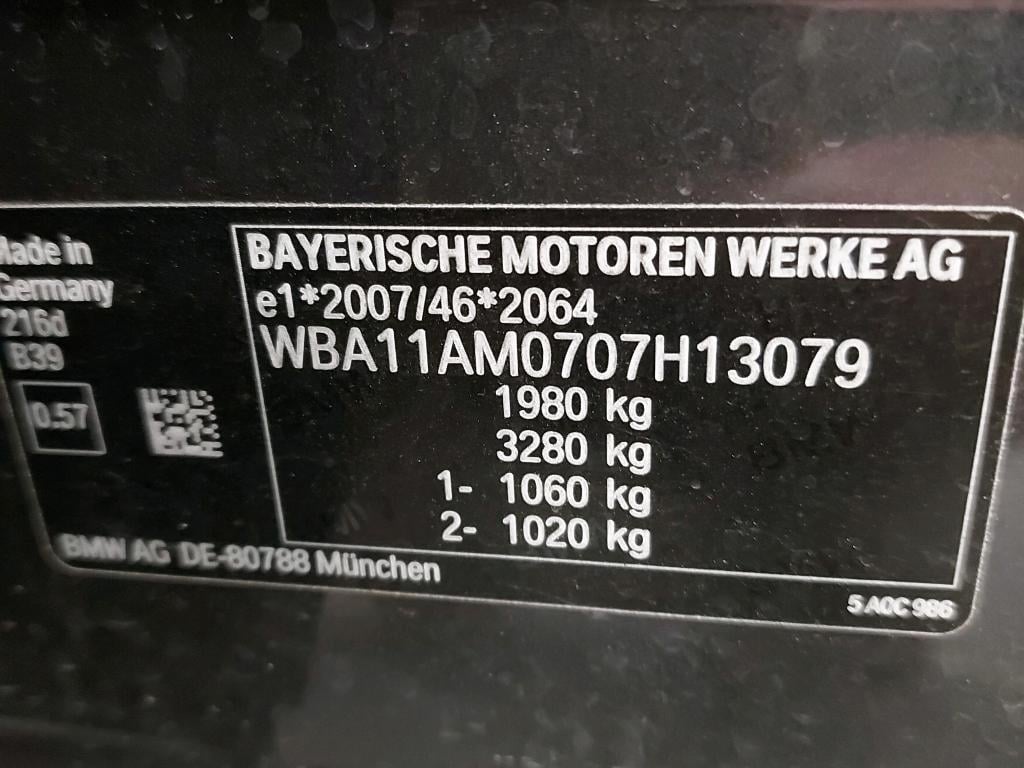 Made in
Germany
216d
B39
0.57
BAYERISCHE MOTOREN WERKE AG
e1*2007/46*2064
WBA11AM0707H13079
1980 kg
3280 kg
1- 1060 kg
2- 1020 kg
BMW AG DE-80788 München
5 A0C 986